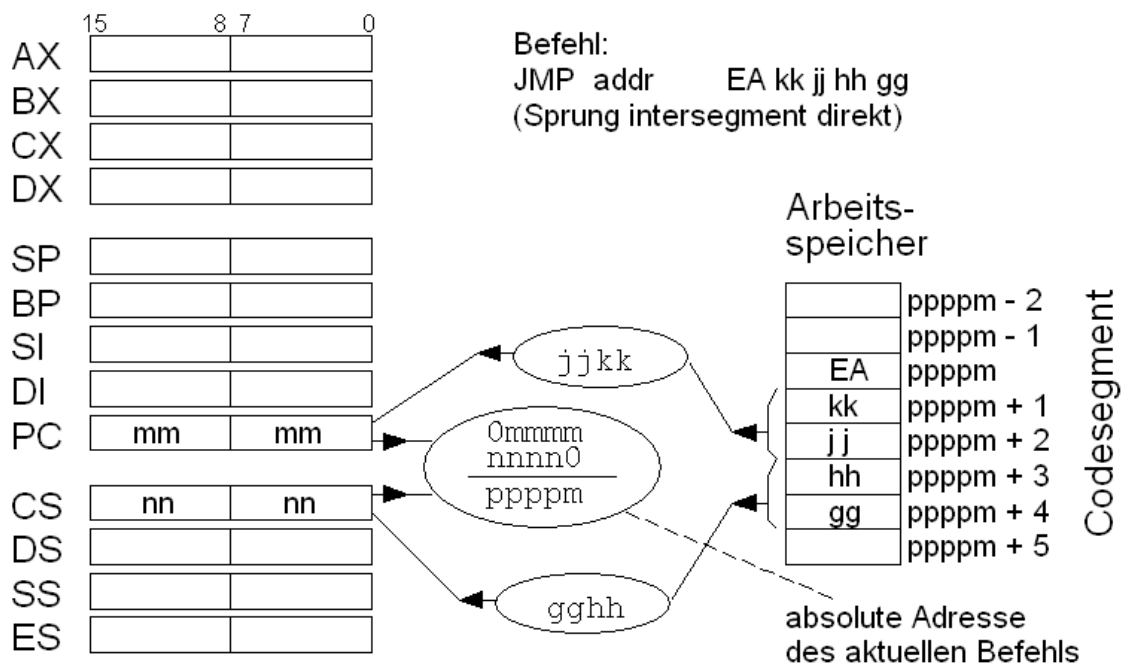 15 8 7 0
AX
BX
CX
DX
SP
BP
SI
DI
PC mm mm
CS nn nn
DS
SS
ES
Befehl:
JMP addr EA kk jj hh gg
(Sprung intersegment direkt)
jjkk
0mmmm
nnnn0
ppppm
gghh
Arbeits-
speicher
ppppm - 2
ppppm - 1
EA ppppm
kk ppppm + 1
jj ppppm + 2
hh ppppm + 3
gg ppppm + 4
ppppm + 5
Codesegment
absolute Adresse
des aktuellen Befehls